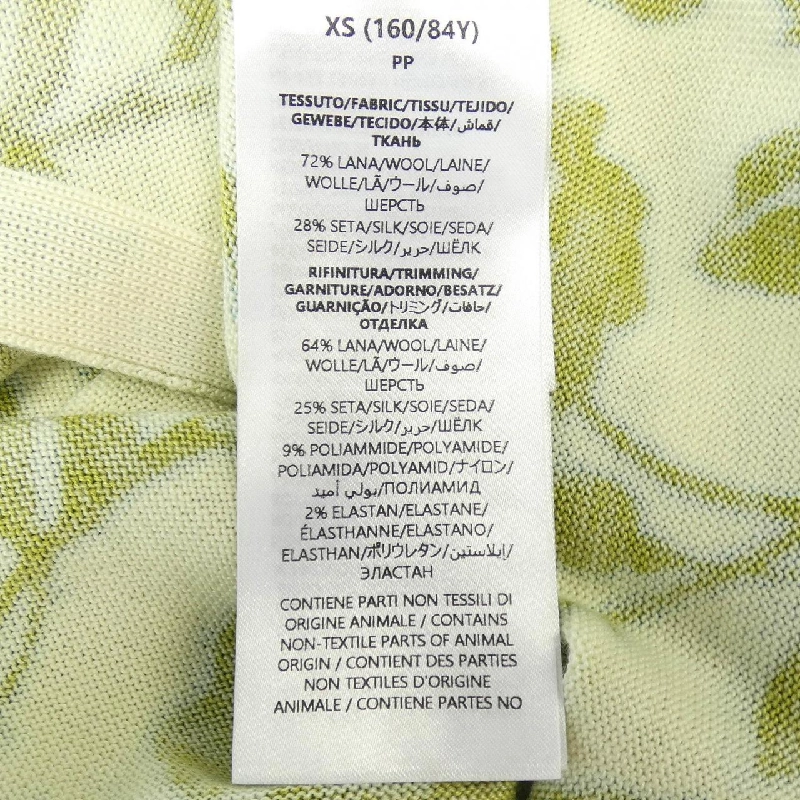 XS (160/84Y)
PP
TESSUTO/FABRIC/TISSU/TEJIDO/
GEWEBE/TECIDO/本体/قماش/
ТКАНЬ
72% LANA/WOOL/LAINE/
WOLLE/LÃ/ウール/صوف/
ШЕРСТЬ
28% SETA/SILK/SOIE/SEDA/
SEIDE/シルク/حرير/ШЁЛК
RIFINITURA/TRIMMING/
GARNITURE/ADORNO/BESATZ/
GUARNIÇÃO/トリミング/حافات/
ОТДЕЛКА
64% LANA/WOOL/LAINE/
WOLLE/LÃ/ウール/صوف/
ШЕРСТЬ
25% SETA/SILK/SOIE/SEDA/
SEIDE/シルク/حرير/ШЁЛК
9% POLIAMMIDE/POLYAMIDE/
POLIAMIDA/POLYAMID/ナイロン/
بولي أميد/ПОЛИАМИД
2% ELASTAN/ELASTANE/
ÉLASTHANNE/ELASTANO/
ELASTHAN/ポリウレタン/إيلاستين/
ЭЛАСТАН
CONTIENE PARTI NON TESSILI DI
ORIGINE ANIMALE / CONTAINS
NON-TEXTILE PARTS OF ANIMAL
ORIGIN / CONTIENT DES PARTIES
NON TEXTILES D'ORIGINE
ANIMALE / CONTIENE PARTES NO